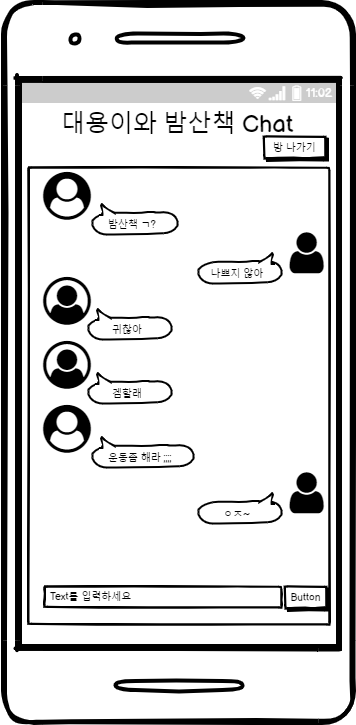 11:02
대용이와 밤산책 Chat
방 나가기
밤산책 ㄱ?
나쁘지 않아
귀찮아
겜할래
운동좀 해라 ;;;;
ㅇㅈ~
Text를 입력하세요
Button